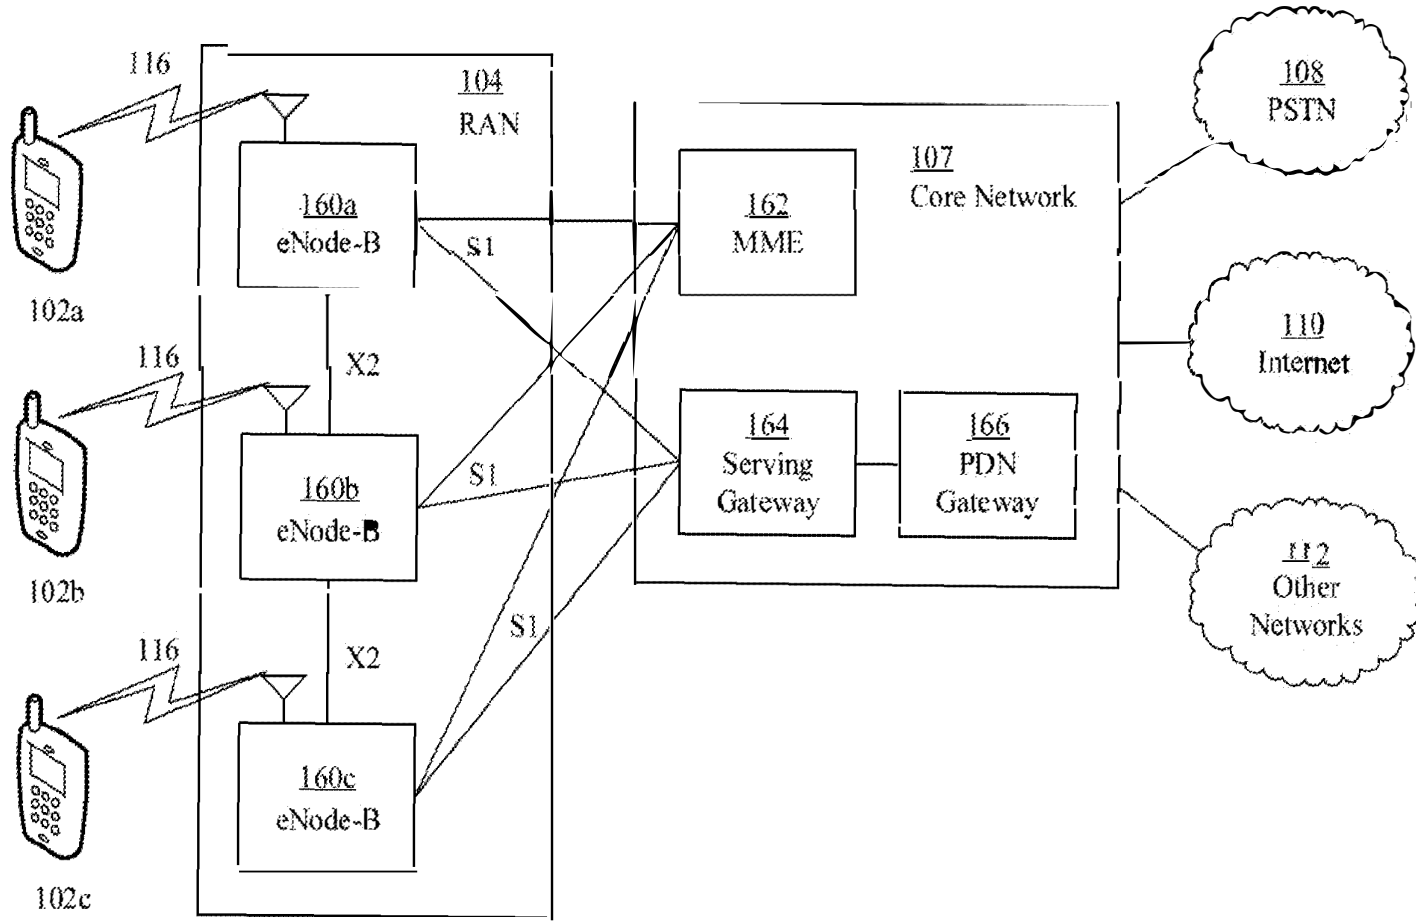 116
104
RAN
108
PSTN
160a
eNode-B
107
Core Network
162
MME
S1
102a
X2
116
110
Internet
164
Serving
Gateway
166
PDN
Gateway
160b
eNode-B
S1
102b
112
Other
Networks
116
X2
S1
160c
eNode-B
102c